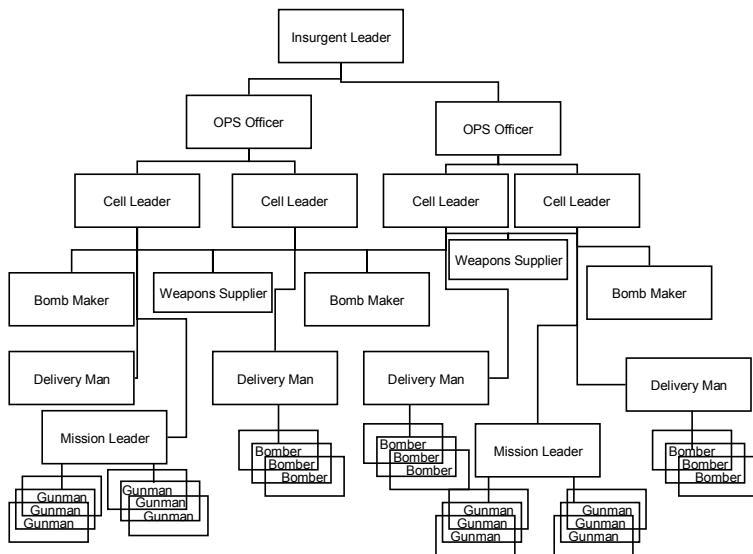 Insurgent Leader
OPS Officer
OPS Officer
Cell Leader
Cell Leader
Cell Leader
Cell Leader
Weapons Supplier
Bomb Maker
Weapons Supplier
Bomb Maker
Bomb Maker
Delivery Man
Delivery Man
Delivery Man
Delivery Man
Mission Leader
Mission Leader
Bomber
Bomber
Bomber
Bomber
Bomber
Bomber
Bomber
Bomber
Bomber
Gunman
Gunman
Gunman
Gunman
Gunman
Gunman
Gunman
Gunman
Gunman
Gunman
Gunman
Gunman